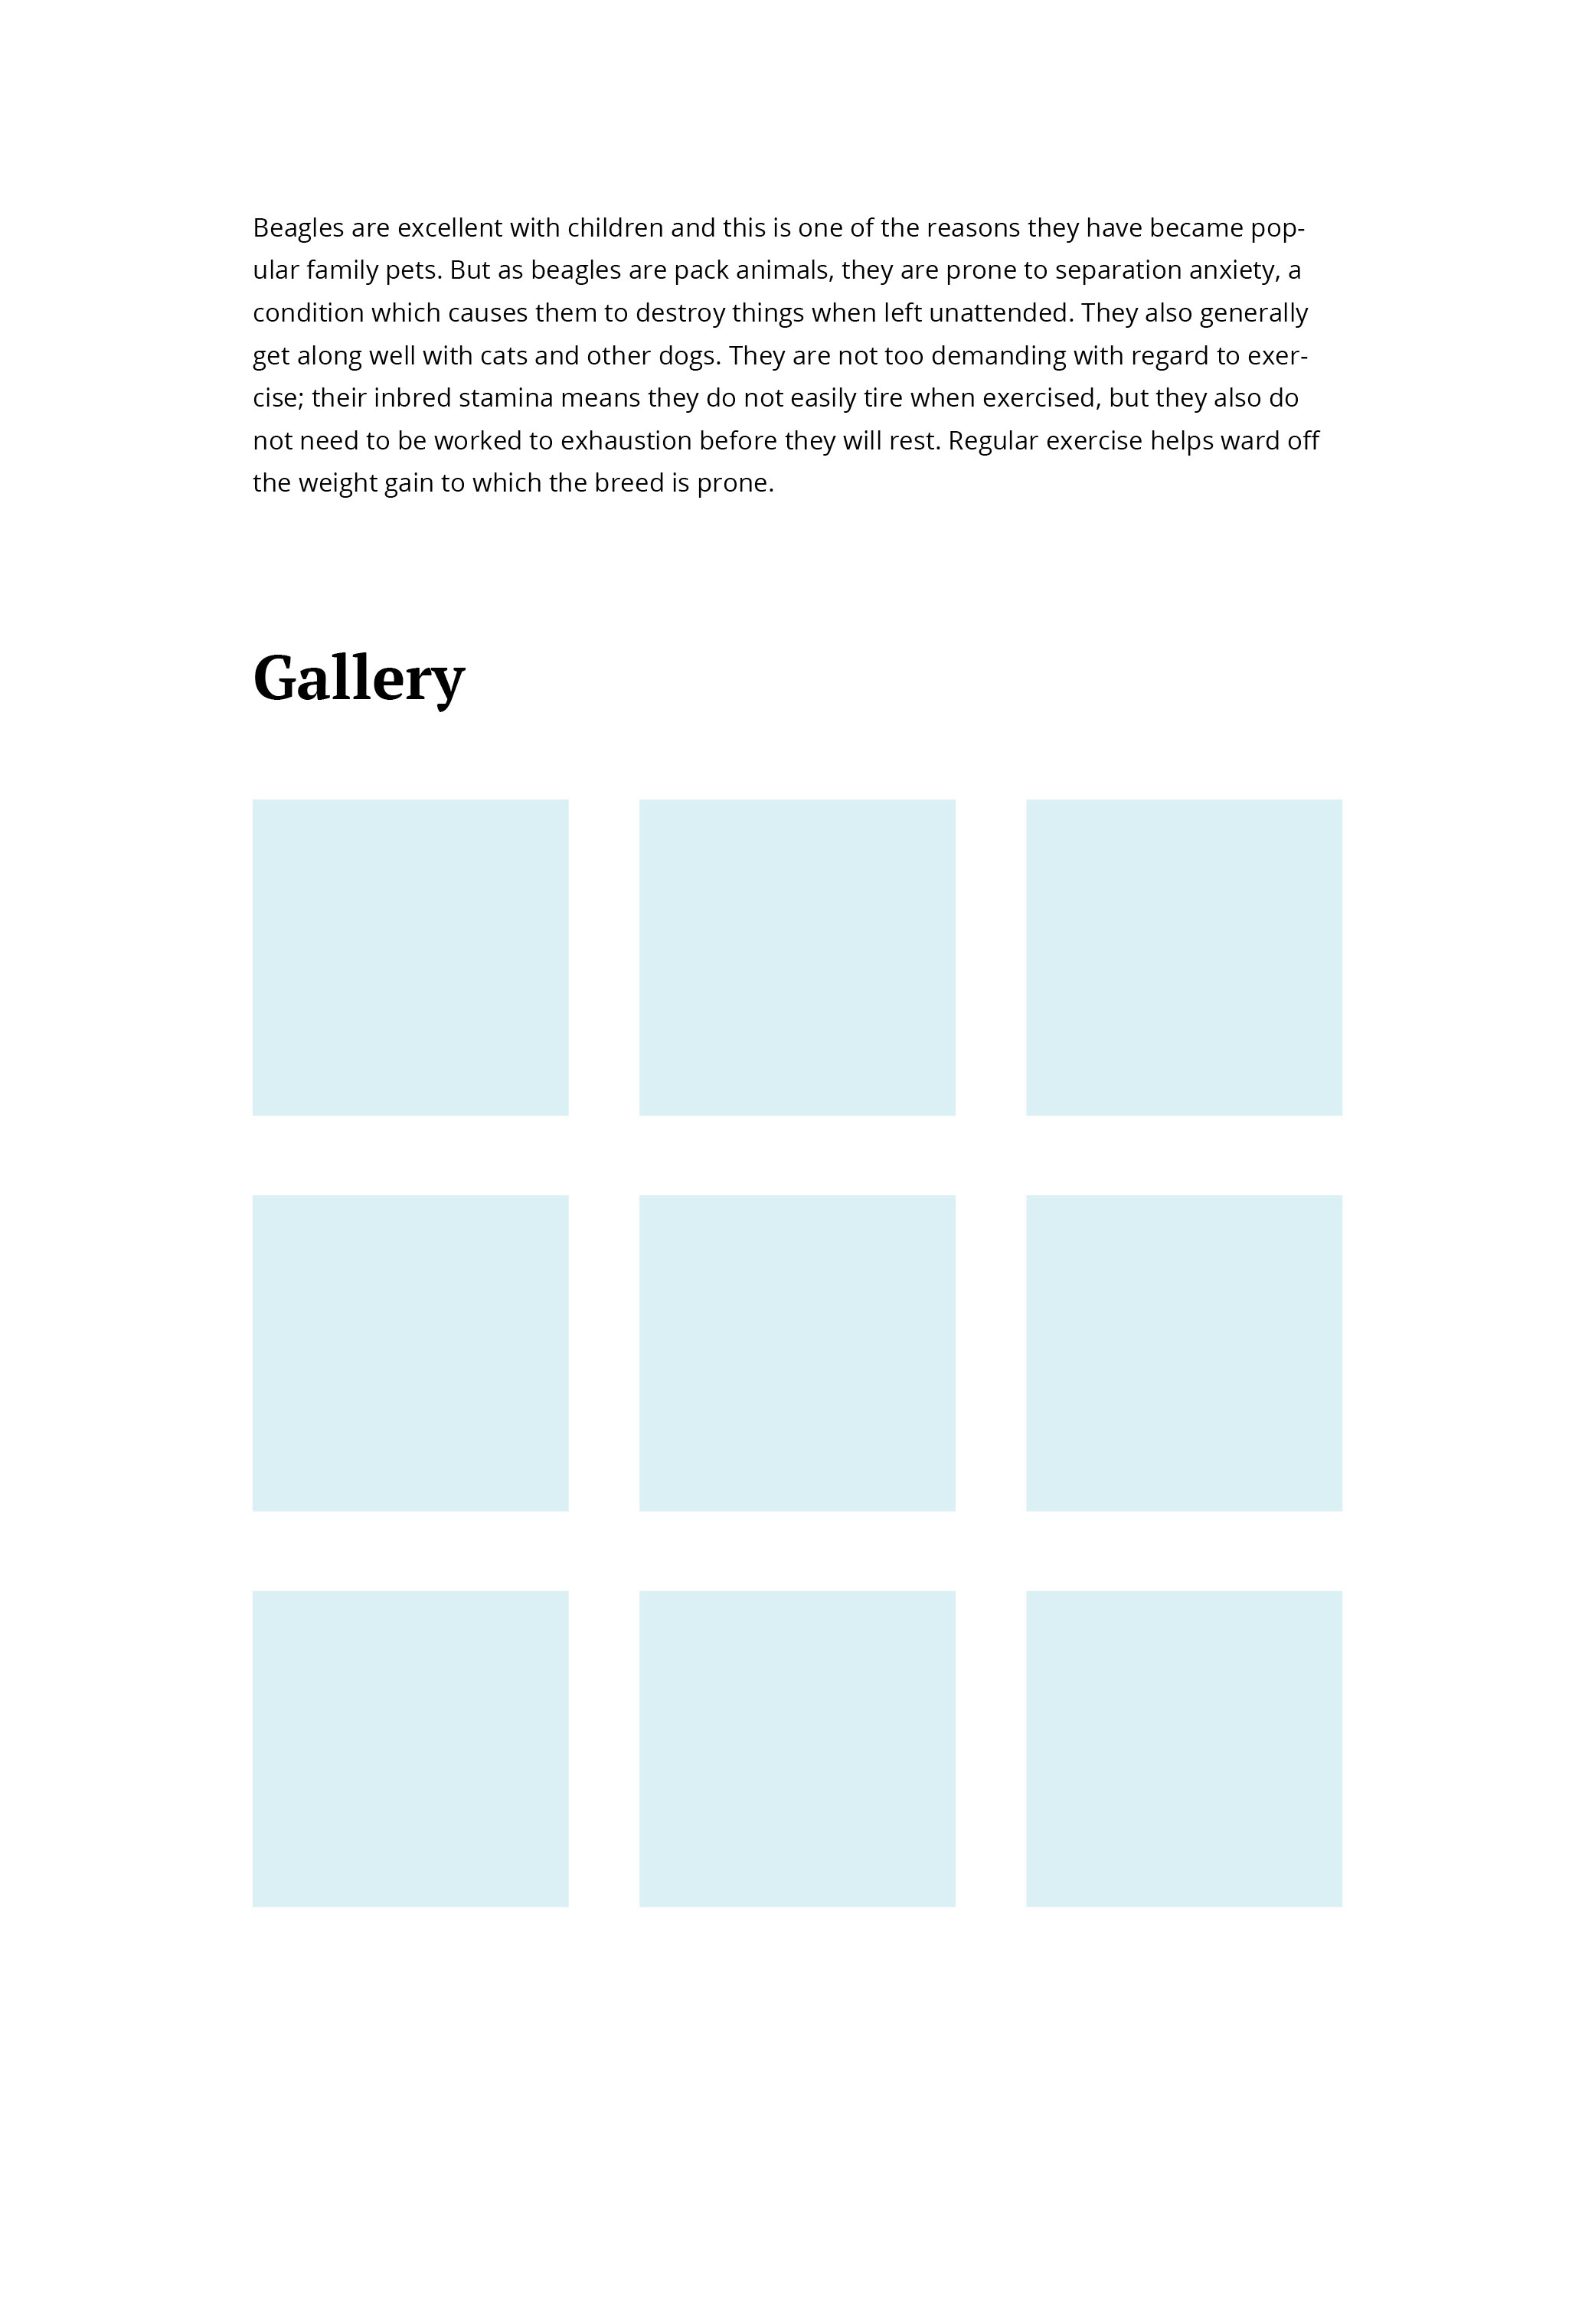 Beagles are excellent with children and this is one of the reasons they have became pop-
ular family pets. But as beagles are pack animals, they are prone to separation anxiety, a
condition which causes them to destroy things when left unattended. They also generally
get along well with cats and other dogs. They are not too demanding with regard to exer-
cise; their inbred stamina means they do not easily tire when exercised, but they also do
not need to be worked to exhaustion before they will rest. Regular exercise helps ward off
the weight gain to which the breed is prone.
Gallery